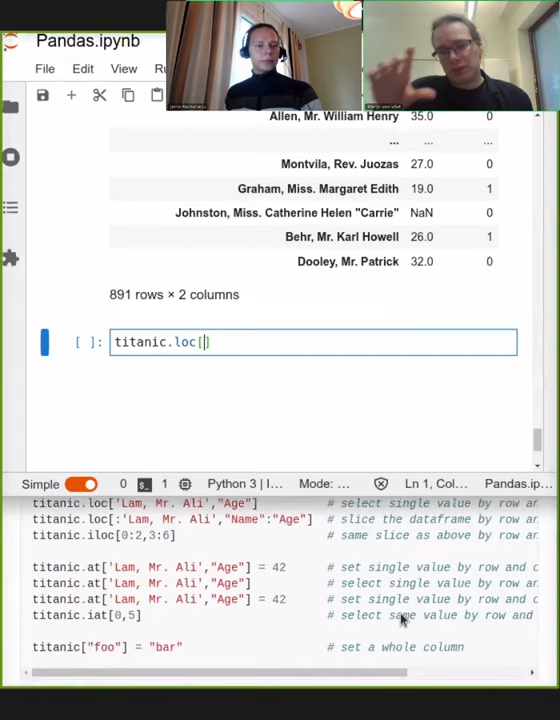 Pandas.ipynb
File Edit View Ru
Allen, Mr. William Henry 35.0 0
... ... ...
Montvila, Rev. Juozas 27.0 0
Graham, Miss. Margaret Edith 19.0 1
Johnston, Miss. Catherine Helen "Carrie" NaN 0
Behr, Mr. Karl Howell 26.0 1
Dooley, Mr. Patrick 32.0 0
891 rows × 2 columns
[ ]: titanic.loc[]
Simple 0 1 Python 3 | I... Mode: ... Ln 1, Col... Pandas.ip...
titanic.loc['Lam, Mr. Ali',"Age"] # select single value by row an
titanic.loc[:'Lam, Mr. Ali',"Name":"Age"] # slice the dataframe by row an
titanic.iloc[0:2,3:6] # same slice as above by row an
titanic.at['Lam, Mr. Ali',"Age"] = 42 # set single value by row and c
titanic.at['Lam, Mr. Ali',"Age"] # select single value by row an
titanic.at['Lam, Mr. Ali',"Age"] = 42 # set single value by row and c
titanic.iat[0,5] # select same value by row and
titanic["foo"] = "bar" # set a whole column